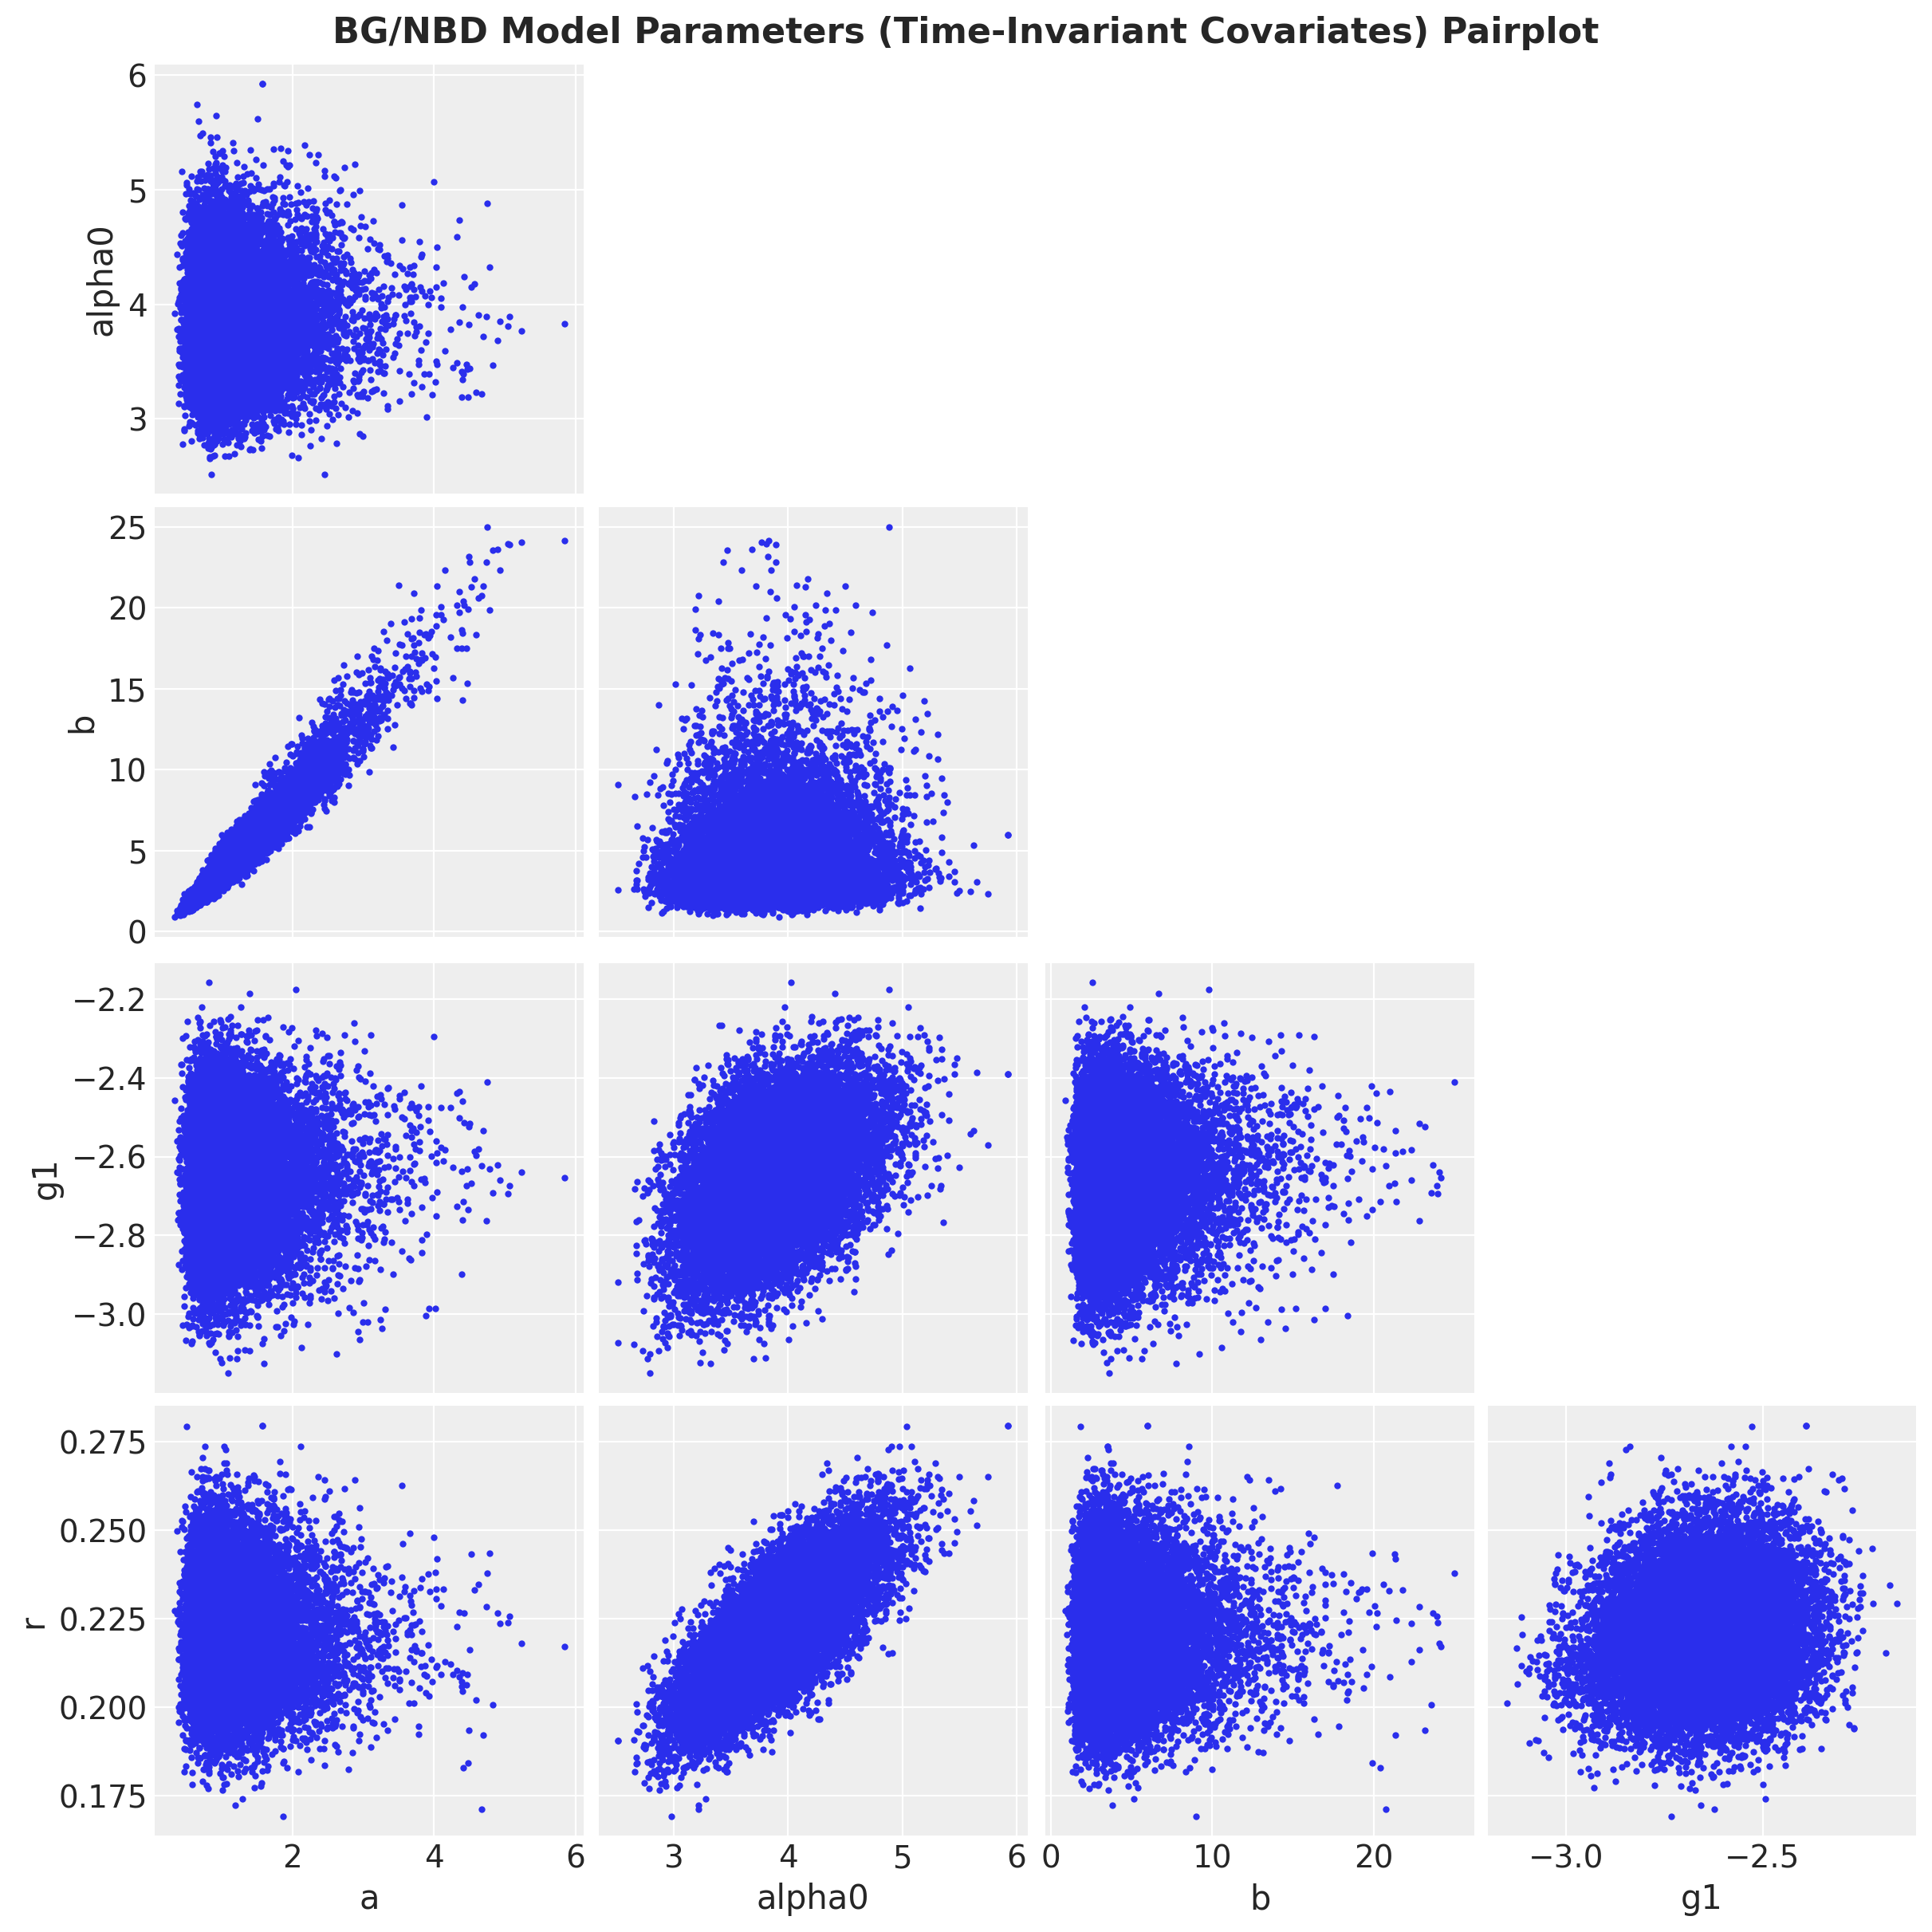 BG/NBD Model Parameters (Time-Invariant Covariates) Pairplot
6
5
4
3
alpha0
25
20
15
10
5
0
b
−2.2
−2.4
−2.6
−2.8
−3.0
g1
0.275
0.250
0.225
0.200
0.175
r
2 4 6 3 4 5 6 0 10 20 −3.0 −2.5
a alpha0 b g1